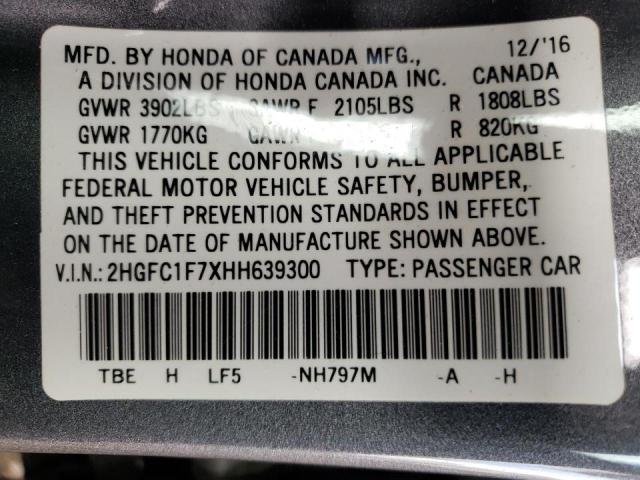 MFD. BY HONDA OF CANADA MFG., 12/'16
A DIVISION OF HONDA CANADA INC. CANADA
GVWR 3902LBS GAWR F 2105LBS R 1808LBS
GVWR 1770KG GAWR R 820KG
THIS VEHICLE CONFORMS TO ALL APPLICABLE
FEDERAL MOTOR VEHICLE SAFETY, BUMPER,
AND THEFT PREVENTION STANDARDS IN EFFECT
ON THE DATE OF MANUFACTURE SHOWN ABOVE.
V.I.N.: 2HGFC1F7XHH639300 TYPE: PASSENGER CAR
TBE H LF5 -NH797M -A -H